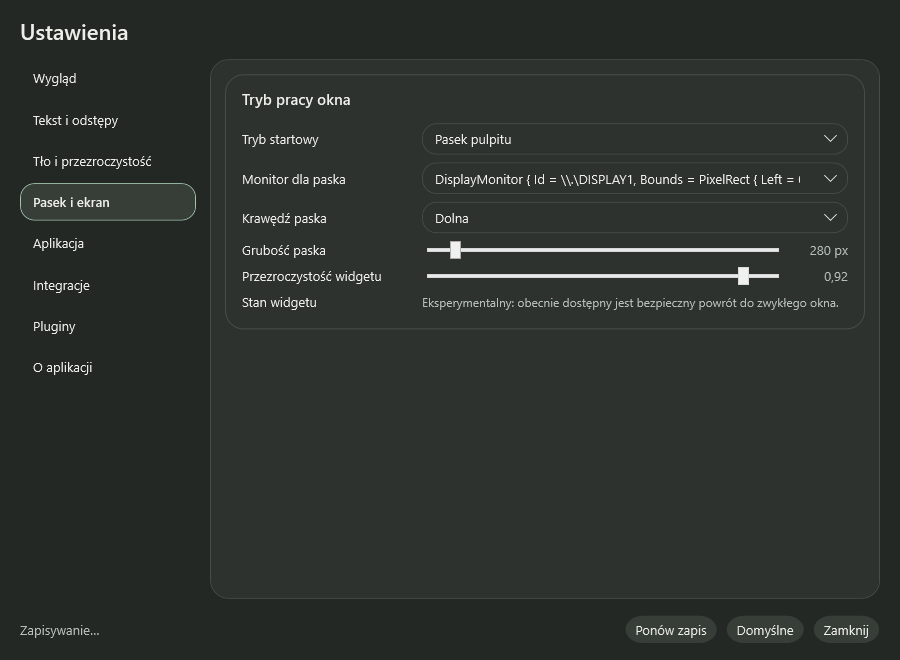 Ustawienia
Wygląd
Tekst i odstępy
Tło i przezroczystość
Pasek i ekran
Aplikacja
Integracje
Pluginy
O aplikacji
Tryb pracy okna
Tryb startowy
Pasek pulpitu
Monitor dla paska
DisplayMonitor { Id = \\.\DISPLAY1, Bounds = PixelRect { Left =
Krawędź paska
Dolna
Grubość paska
280 px
Przezroczystość widgetu
0,92
Stan widgetu
Eksperymentalny: obecnie dostępny jest bezpieczny powrót do zwykłego okna.
Zapisywanie...
Ponów zapis
Domyślne
Zamknij